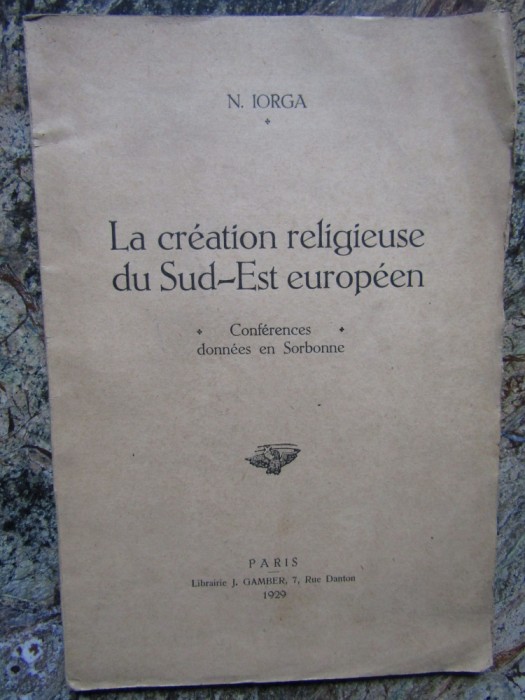 N. IORGA
La création religieuse
du Sud-Est européen
Conférences
données en Sorbonne
PARIS
Librairie J. GAMBER, 7, Rue Danton
1929